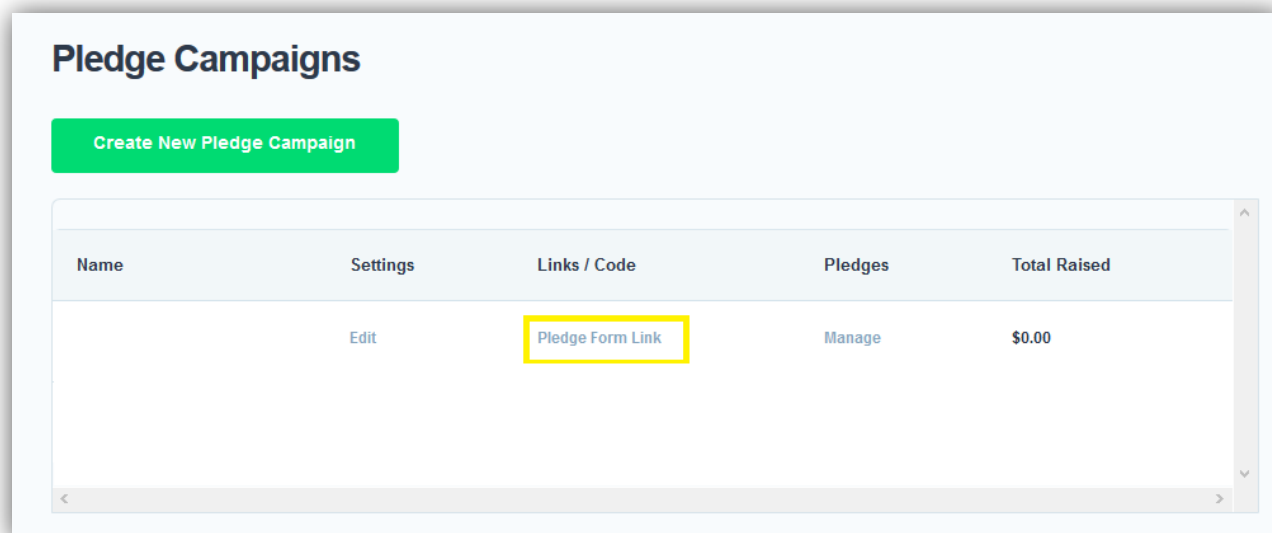 Pledge Campaigns
Create New Pledge Campaign
Name Settings Links / Code Pledges Total Raised
Edit Pledge Form Link Manage $0.00